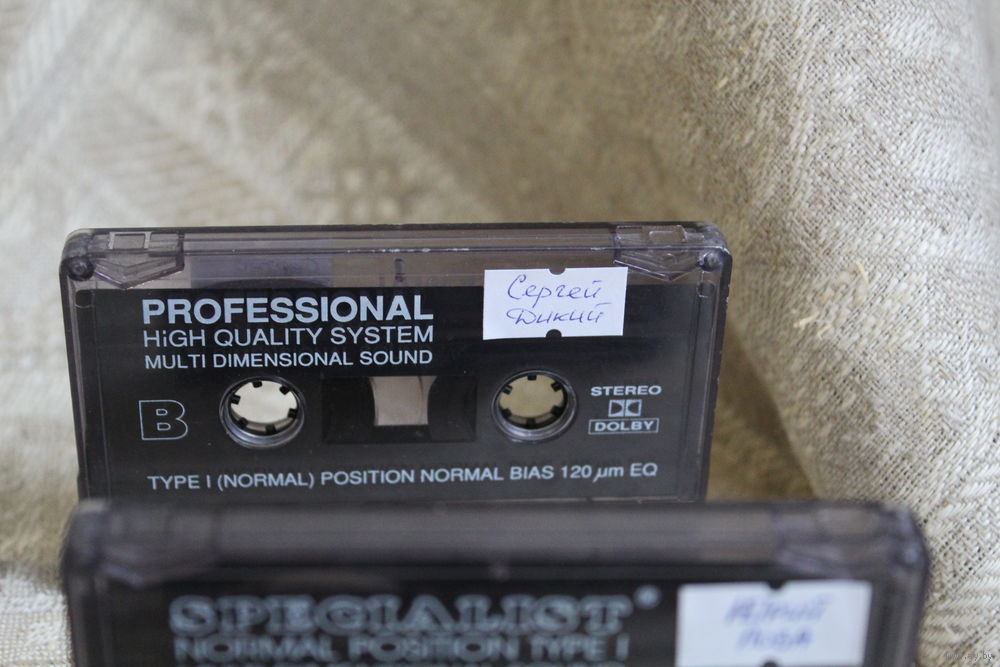 PROFESSIONAL
HiGH QUALITY SYSTEM
MULTI DIMENSIONAL SOUND
Сергей
Дикий
B
STEREO
DOLBY
TYPE I (NORMAL) POSITION NORMAL BIAS 120 µm EQ
SPECIALIST
NORMAL POSITION TYPE I